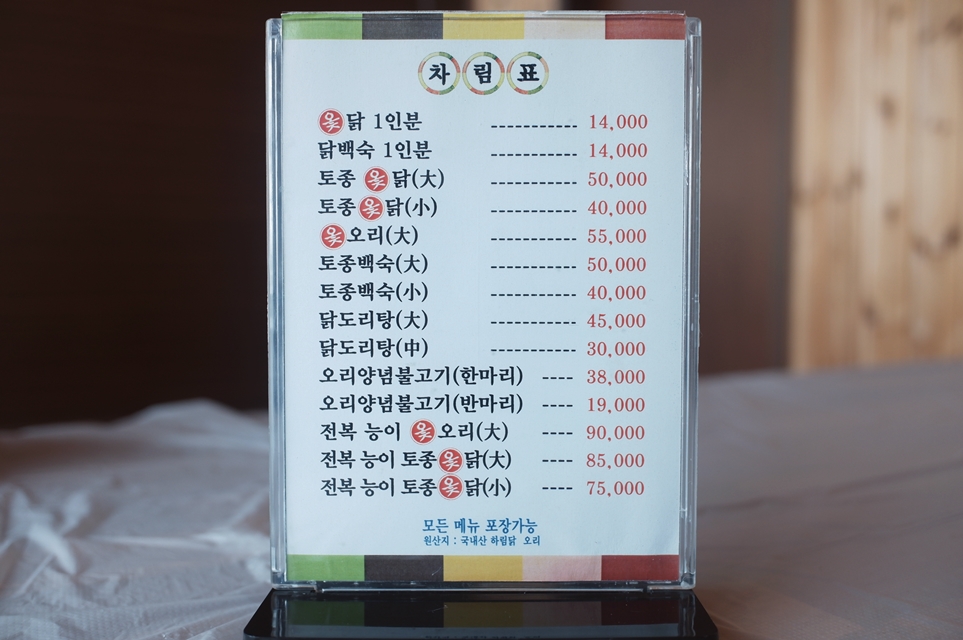 차림표
옻닭 1인분 ------------ 14,000
닭백숙 1인분 ------------ 14,000
토종 옻닭(大) ------------ 50,000
토종 옻닭(小) ------------ 40,000
옻오리(大) ------------ 55,000
토종백숙(大) ------------ 50,000
토종백숙(小) ------------ 40,000
닭도리탕(大) ------------ 45,000
닭도리탕(中) ------------ 30,000
오리양념불고기(한마리) ---- 38,000
오리양념불고기(반마리) ---- 19,000
전복 능이 옻오리(大) ---- 90,000
전복 능이 토종옻닭(大) ---- 85,000
전복 능이 토종옻닭(小) ---- 75,000
모든 메뉴 포장가능
원산지 : 국내산 하림닭 오리